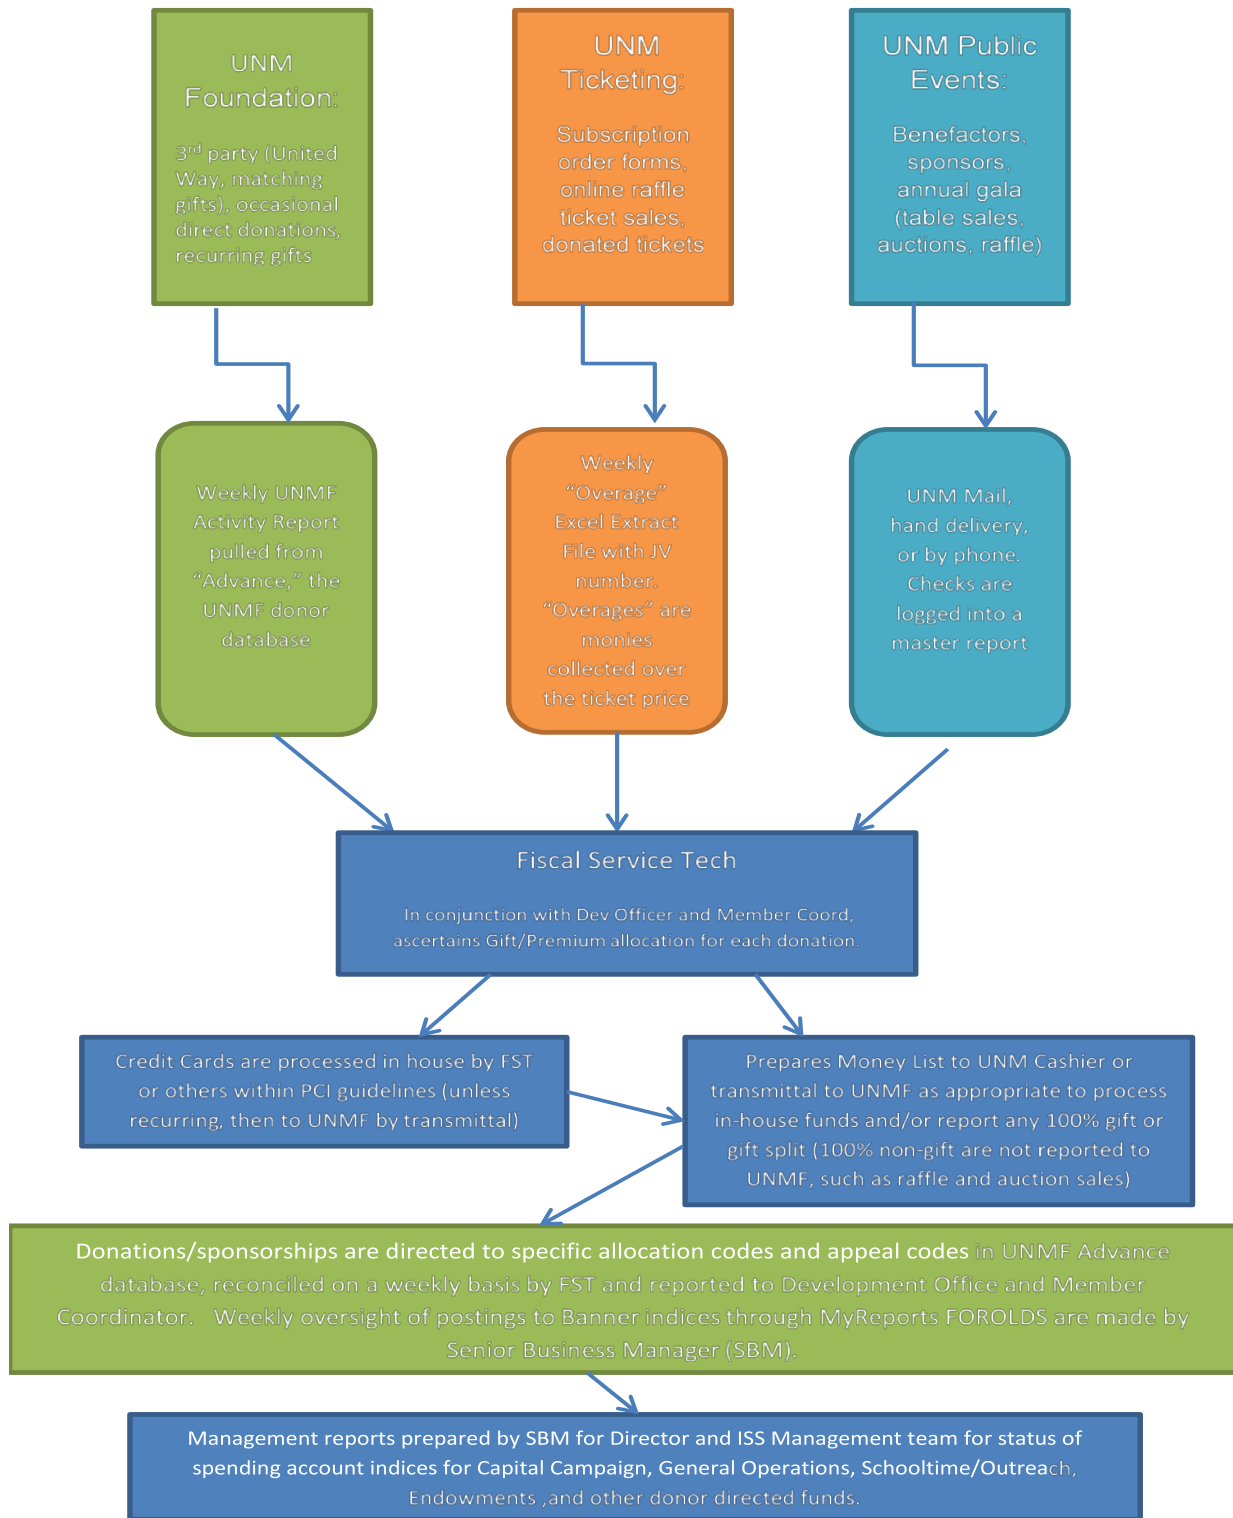 UNM
Foundation:
3rd party (United
Way, matching
gifts), occasional
direct donations,
recurring gifts
UNM
Ticketing:
Subscription
order forms,
online raffle
ticket sales,
donated tickets
UNM Public
Events:
Benefactors,
sponsors,
annual gala
(table sales,
auctions, raffle)
Weekly UNMF
Activity Report
pulled from
“Advance,” the
UNMF donor
database
Weekly
“Overage”
Excel Extract
File with JV
number.
“Overages” are
monies
collected over
the ticket price
UNM Mail,
hand delivery,
or by phone.
Checks are
logged into a
master report
Fiscal Service Tech
In conjunction with Dev Officer and Member Coord,
ascertains Gift/Premium allocation for each donation.
Credit Cards are processed in house by FST
or others within PCI guidelines (unless
recurring, then to UNMF by transmittal)
Prepares Money List to UNM Cashier or
transmittal to UNMF as appropriate to process
in-house funds and/or report any 100% gift or
gift split (100% non-gift are not reported to
UNMF, such as raffle and auction sales)
Donations/sponsorships are directed to specific allocation codes and appeal codes in UNMF Advance
database, reconciled on a weekly basis by FST and reported to Development Office and Member
Coordinator.   Weekly oversight of postings to Banner indices through MyReports FOROLDS are made by
Senior Business Manager (SBM).
Management reports prepared by SBM for Director and ISS Management team for status of
spending account indices for Capital Campaign, General Operations, Schooltime/Outreach,
Endowments ,and other donor directed funds.